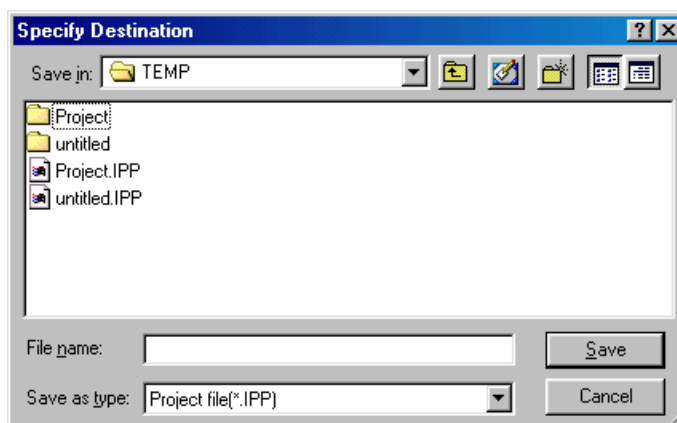 Specify Destination
Save in: TEMP
Project
untitled
Project.IPP
untitled.IPP
File name:
Save
Save as type: Project file(*.IPP)
Cancel